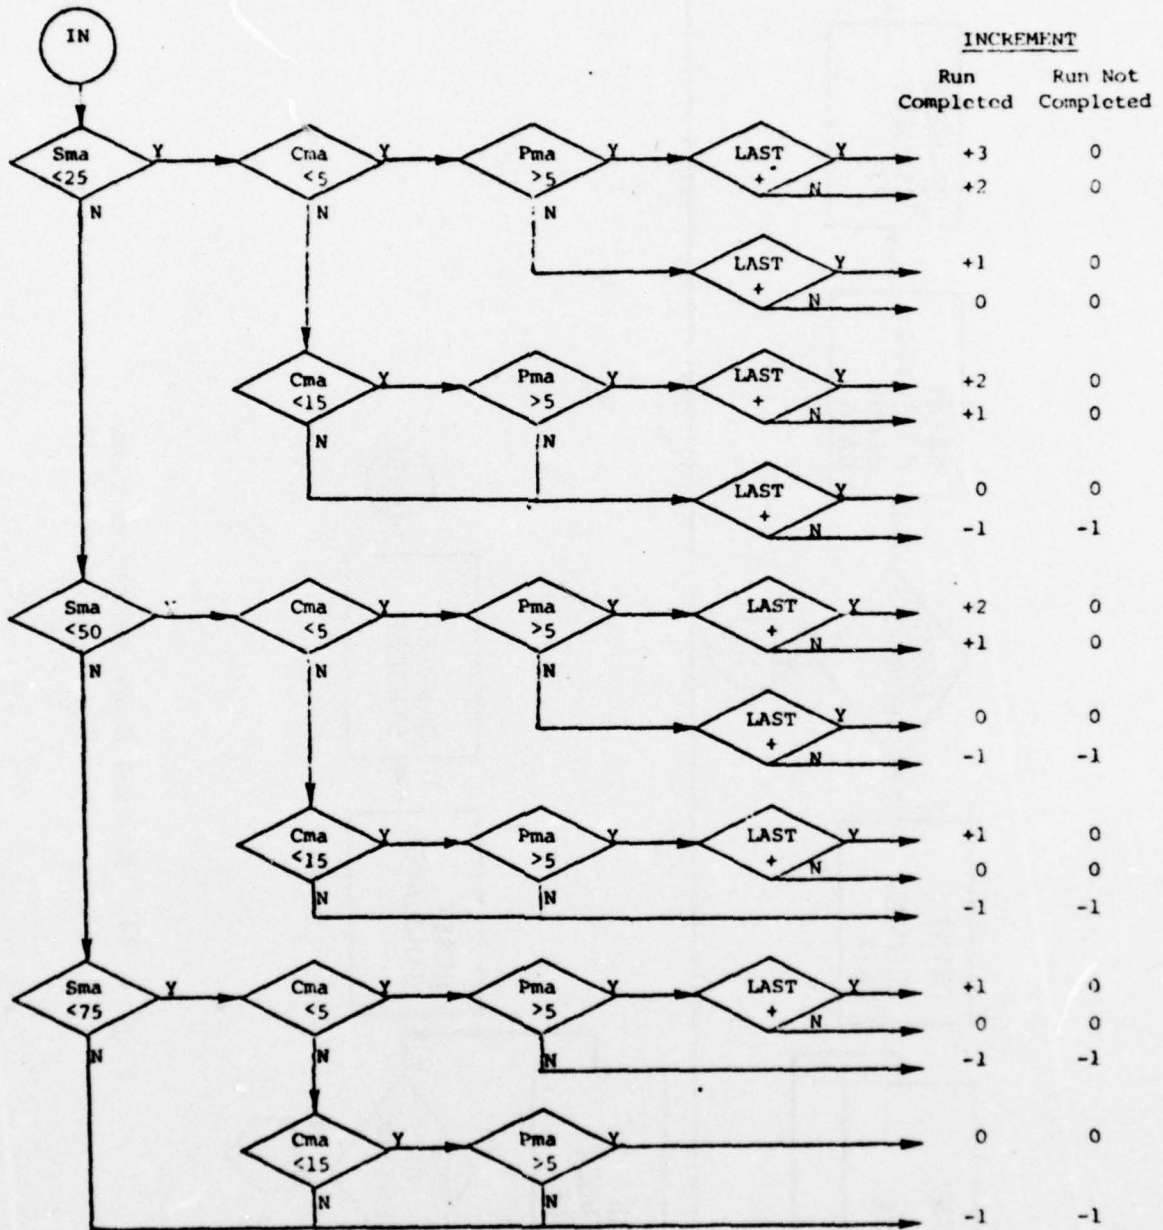 IN
INCREMENT
Run Run Not
Completed Completed
Sma Y Cma Y Pma Y LAST Y +3 0
<25 <5 >5 + N +2 0
N N N
LAST Y +1 0
+ N 0 0
Cma Y Pma Y LAST Y +2 0
<15 >5 + N +1 0
N N
LAST Y 0 0
+ N -1 -1
Sma Y Cma Y Pma Y LAST Y +2 0
<50 <5 >5 + N +1 0
N N N
LAST Y 0 0
+ N -1 -1
Cma Y Pma Y LAST Y +1 0
<15 >5 + N 0 0
N N -1 -1
Sma Y Cma Y Pma Y LAST Y +1 0
<75 <5 >5 + N 0 0
N N N -1 -1
Cma Y Pma Y 0 0
<15 >5
N N -1 -1